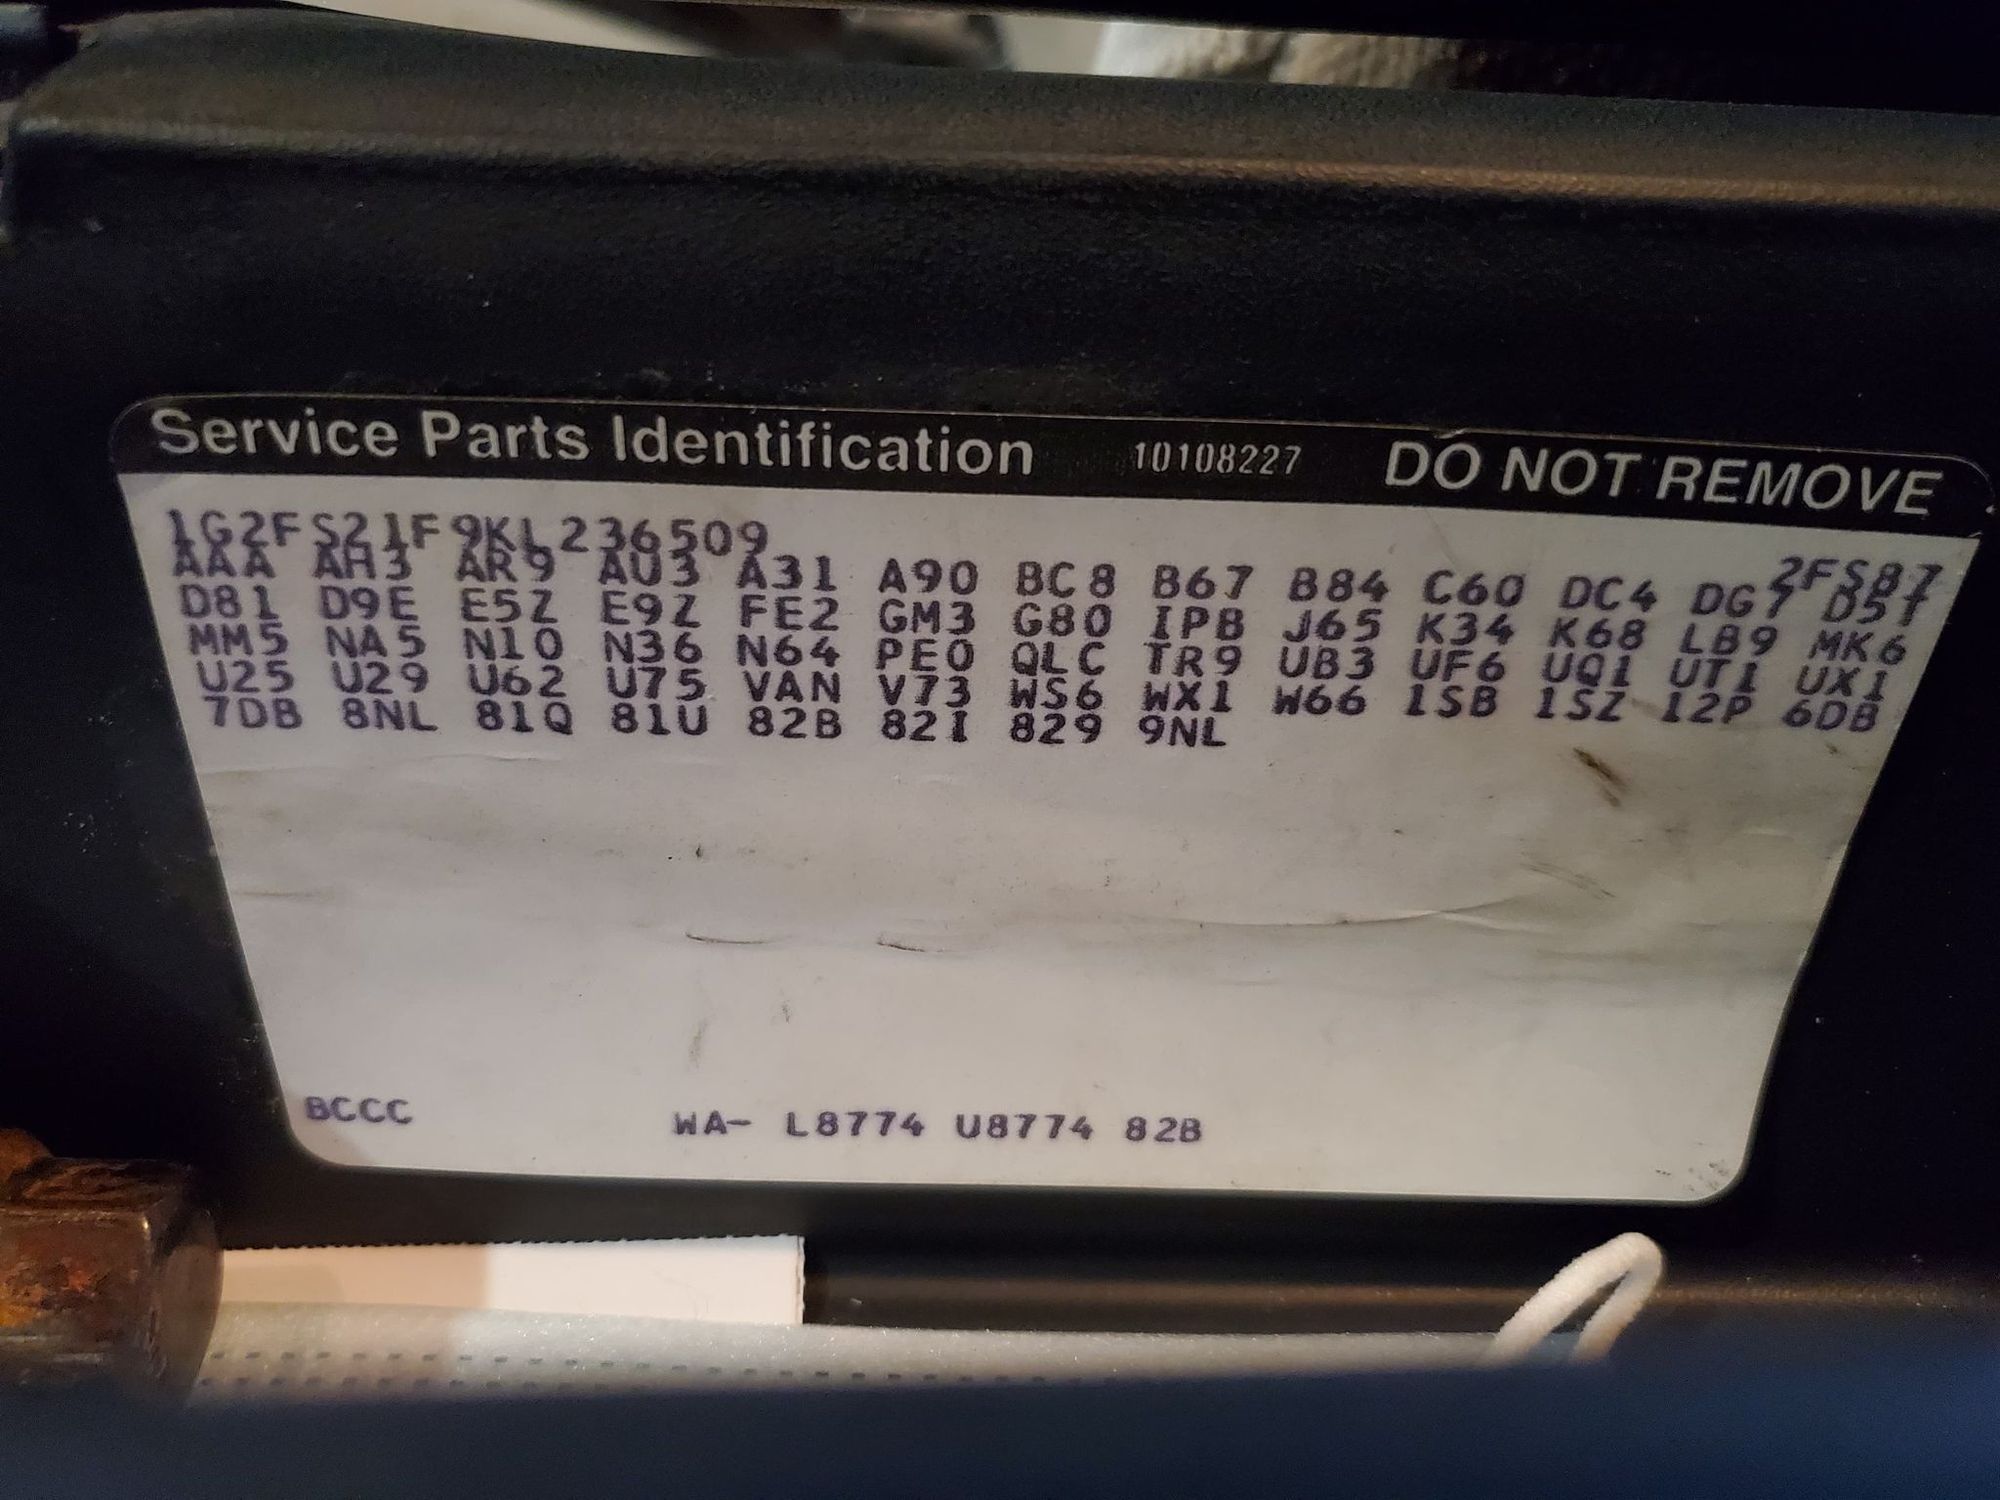 Service Parts Identification 10108227 DO NOT REMOVE
1G2FS21F9KL236509 2FS87
AAA AH3 AR9 AU3 A31 A90 BC8 B67 B84 C60 DC4 DG7 D5T
D81 D9E E5Z E9Z FE2 GM3 G80 IPB J65 K34 K68 LB9 MK6
MM5 NA5 N10 N36 N64 PE0 QLC TR9 UB3 UF6 UQ1 UT1 UX1
U25 U29 U62 U75 VAN V73 WS6 WX1 W66 1SB 1SZ 12P 6DB
7DB 8NL 81Q 81U 82B 82I 829 9NL
BCCC WA- L8774 U8774 82B